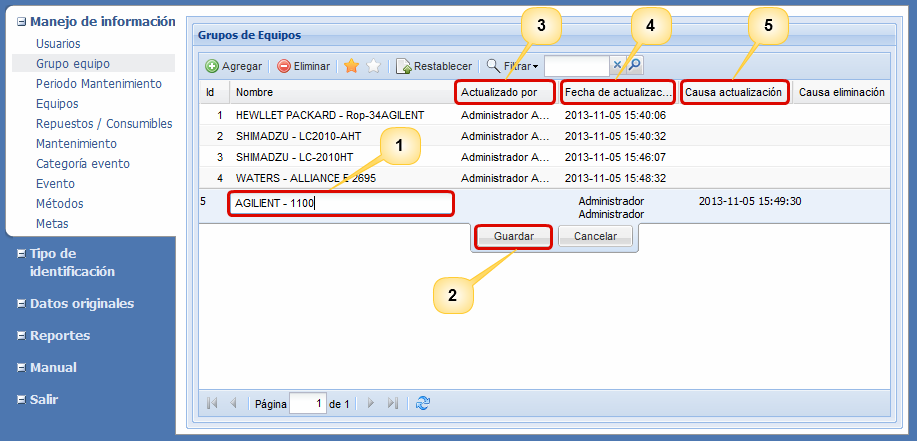 Manejo de información
Usuarios
Grupo equipo
Periodo Mantenimiento
Equipos
Repuestos / Consumibles
Mantenimiento
Categoría evento
Evento
Métodos
Metas
Tipo de
identificación
Datos originales
Reportes
Manual
Salir
3 4 5
Grupos de Equipos
Agregar Eliminar Restablecer Filtrar
Id Nombre Actualizado por Fecha de actualizac... Causa actualización Causa eliminación
1 HEWLLET PACKARD - Rop-34AGILENT Administrador A... 2013-11-05 15:40:06
2 SHIMADZU - LC2010-AHT Administrador A... 2013-11-05 15:40:32
3 SHIMADZU - LC-2010HT Administrador A... 2013-11-05 15:46:07
1
4 WATERS - ALLIANCE E 2695 Administrador A... 2013-11-05 15:48:32
5 AGILIENT - 1100 Administrador 2013-11-05 15:49:30
Administrador
Guardar Cancelar
2
Página 1 de 1